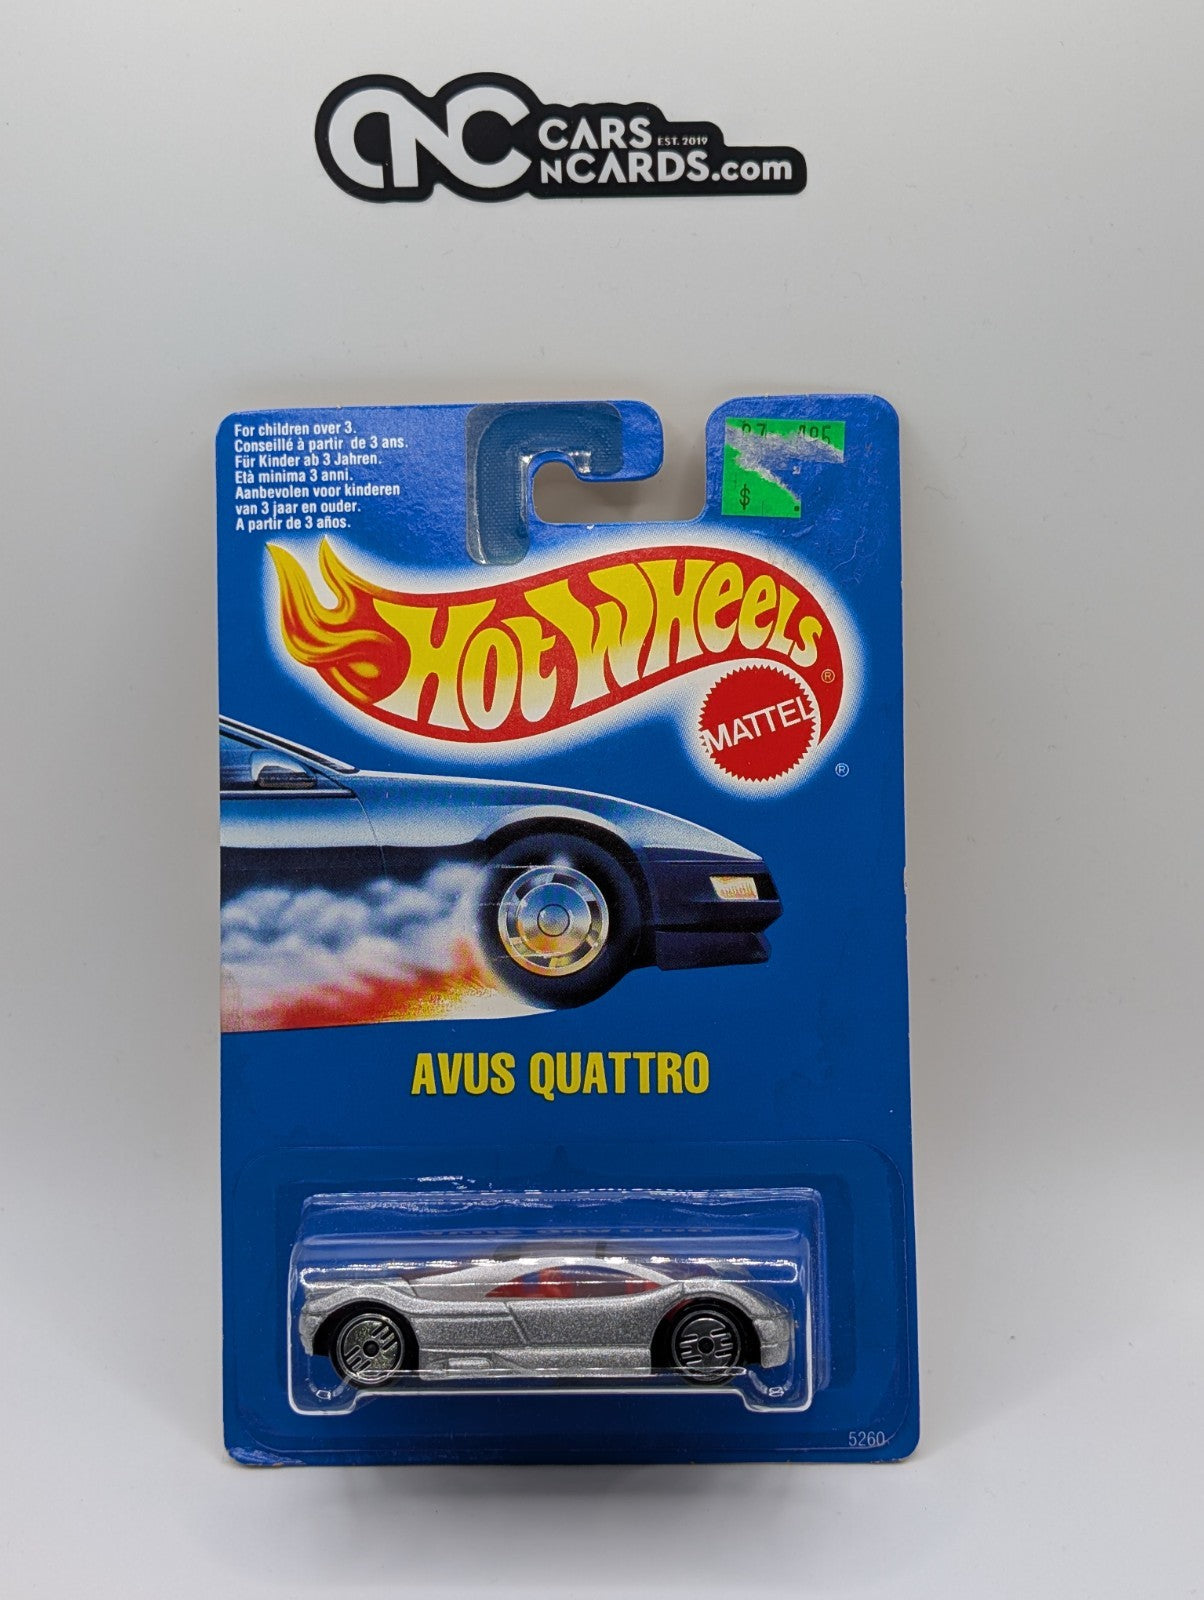 CNC CARS EST. 2019
NCARDS.com
For children over 3.
Conseillé à partir de 3 ans.
Für Kinder ab 3 Jahren.
Età minima 3 anni.
Aanbevolen voor kinderen
van 3 jaar en ouder.
A partir de 3 años.
$
HOT WHEELS ®
MATTEL
®
AVUS QUATTRO
5260